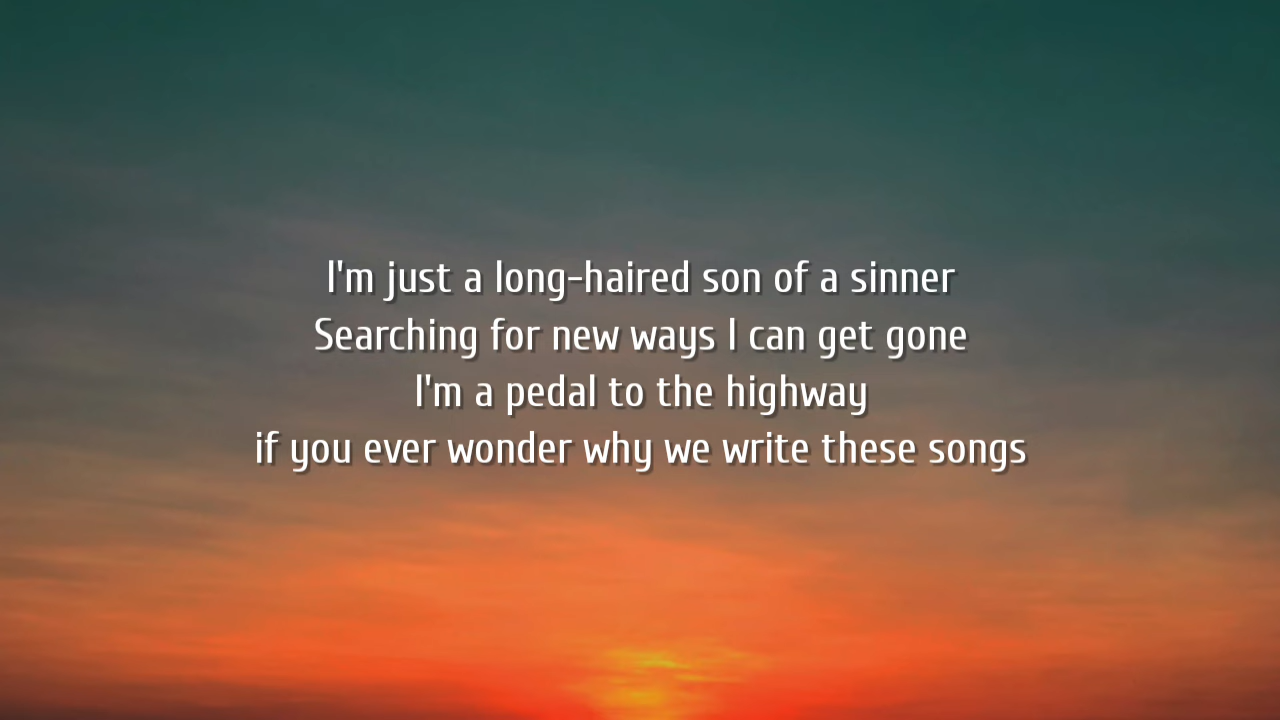 I'm just a long-haired son of a sinner
Searching for new ways I can get gone
I'm a pedal to the highway
if you ever wonder why we write these songs